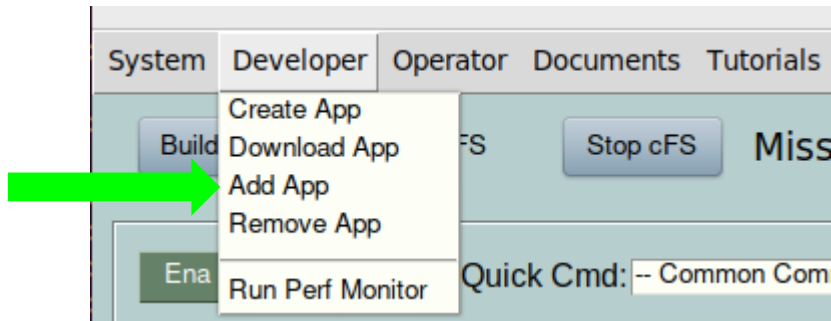 System Developer Operator Documents Tutorials
Create App
Build Download App FS Stop cFS Miss
Add App
Remove App
Ena Quick Cmd: -- Common Com
Run Perf Monitor